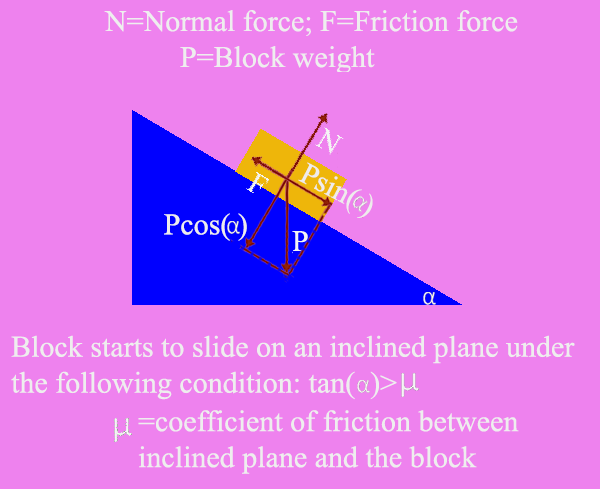 N=Normal force; F=Friction force
P=Block weight
N
F
Psin(α)
Pcos(α)
P
α
Block starts to slide on an inclined plane under
the following condition: tan(α)>μ
μ =coefficient of friction between
inclined plane and the block